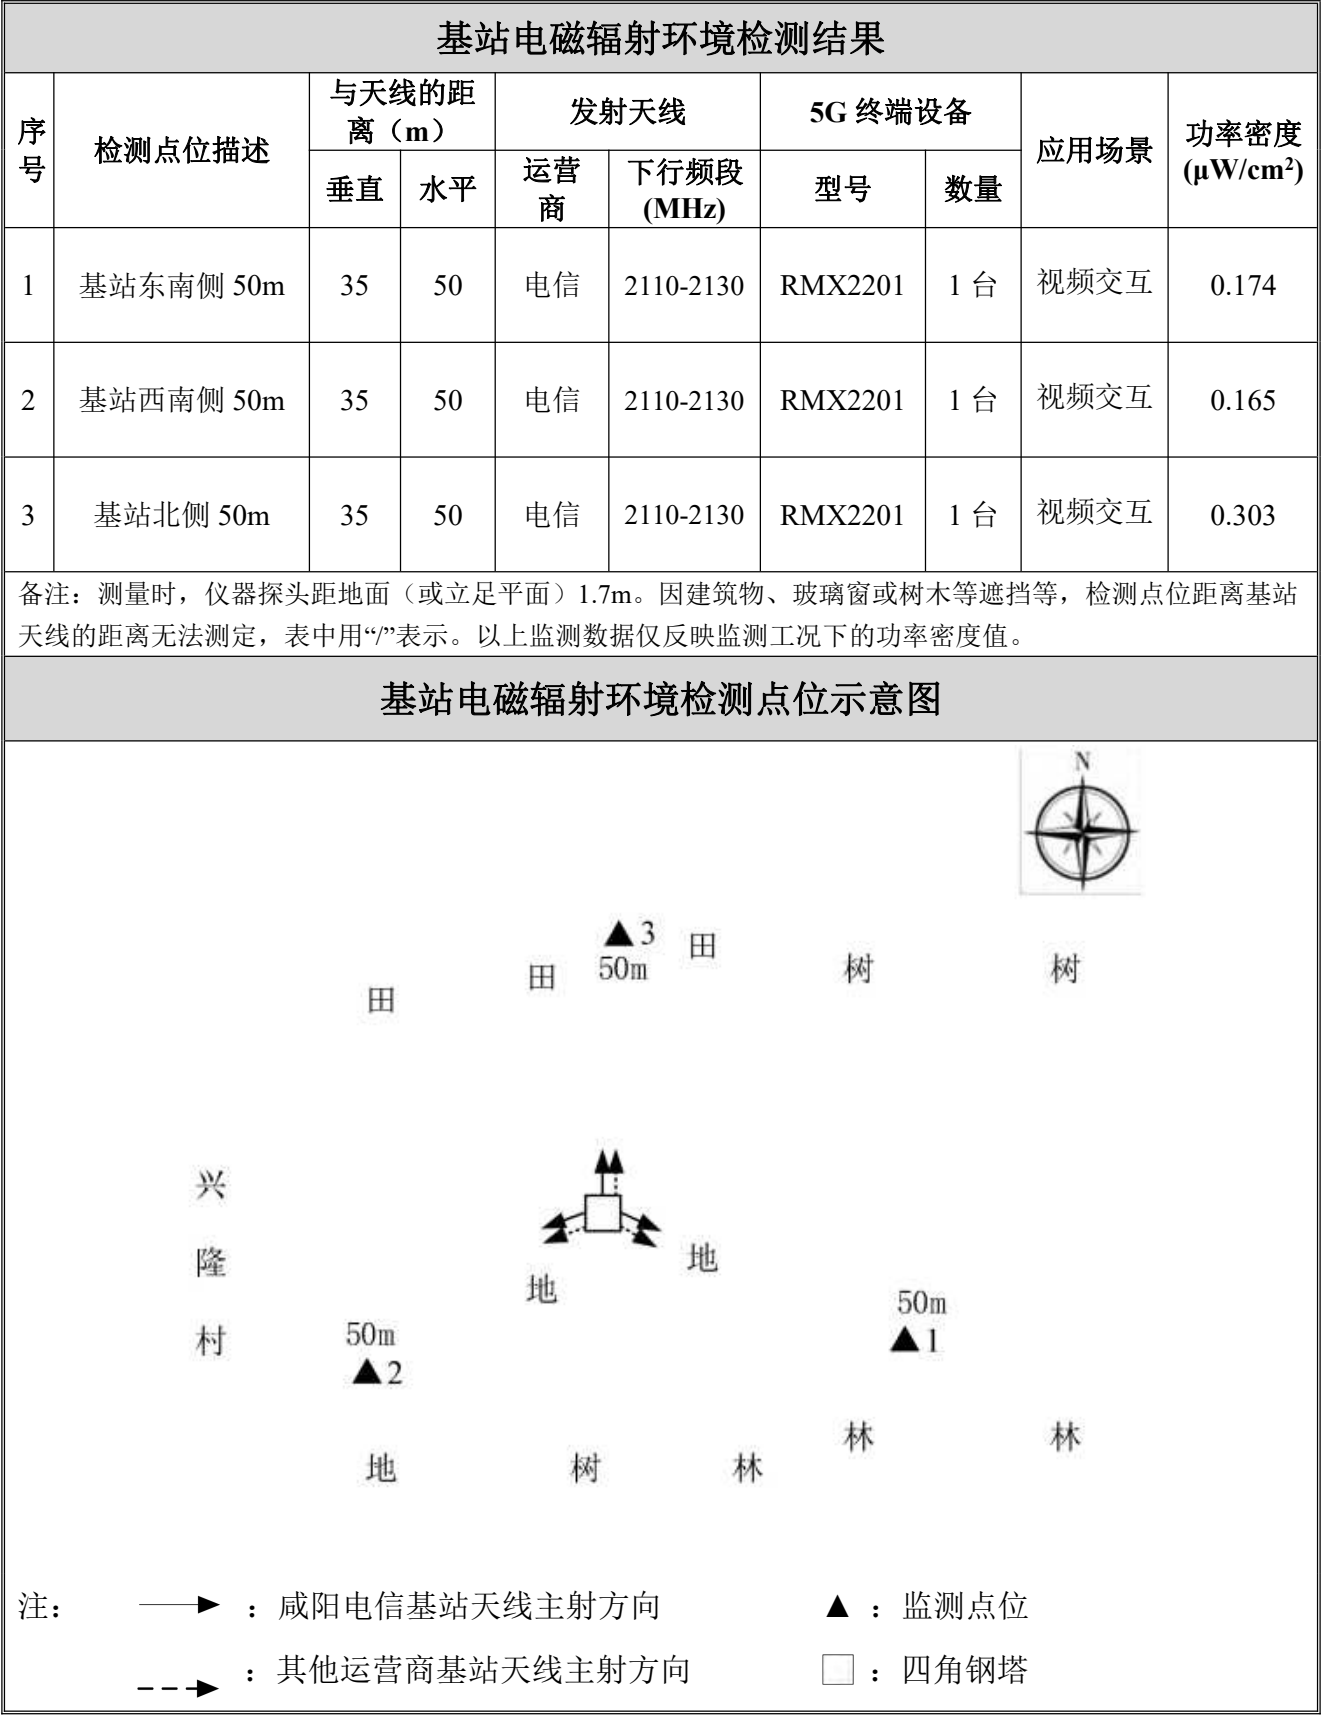 基站电磁辐射环境检测结果
序号 检测点位描述 与天线的距离（m） 发射天线 5G 终端设备 应用场景 功率密度(μW/cm²)
垂直 水平 运营商 下行频段(MHz) 型号 数量
1 基站东南侧 50m 35 50 电信 2110-2130 RMX2201 1 台 视频交互 0.174
2 基站西南侧 50m 35 50 电信 2110-2130 RMX2201 1 台 视频交互 0.165
3 基站北侧 50m 35 50 电信 2110-2130 RMX2201 1 台 视频交互 0.303
备注：测量时，仪器探头距地面（或立足平面）1.7m。因建筑物、玻璃窗或树木等遮挡等，检测点位距离基站
天线的距离无法测定，表中用“/”表示。以上监测数据仅反映监测工况下的功率密度值。
基站电磁辐射环境检测点位示意图
N
▲3
50m
田 田 田 树 树
兴
隆
村
地 地
50m
▲1
50m
▲2
林 林
地 树 林
注： ：咸阳电信基站天线主射方向 ▲ ：监测点位
：其他运营商基站天线主射方向 □ ：四角钢塔